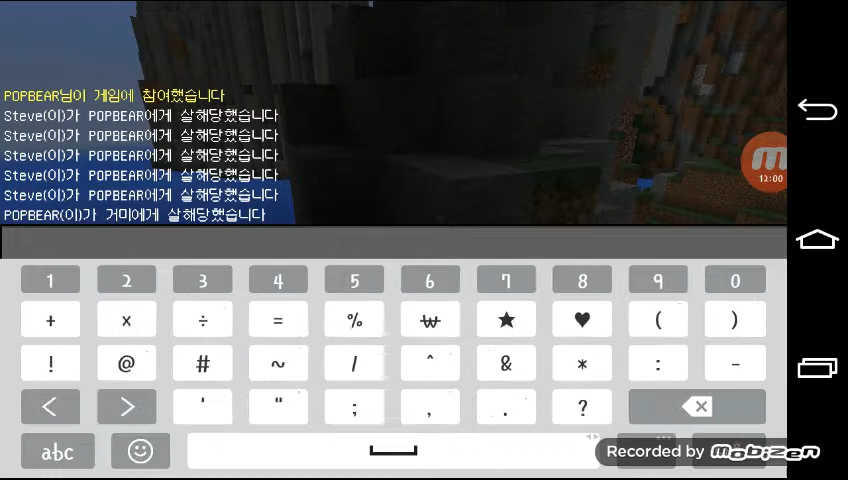 POPBEAR님이 게임에 참여했습니다
Steve(이)가 POPBEAR에게 살해당했습니다
Steve(이)가 POPBEAR에게 살해당했습니다
Steve(이)가 POPBEAR에게 살해당했습니다
Steve(이)가 POPBEAR에게 살해당했습니다
Steve(이)가 POPBEAR에게 살해당했습니다
POPBEAR(이)가 거미에게 살해당했습니다
12:00
1 2 3 4 5 6 7 8 9 0
+ × ÷ = % ₩ ★ ♥ ( )
! @ # ~ / ^ & * : -
< > ' " ; , . ?
abc
Recorded by mobizen